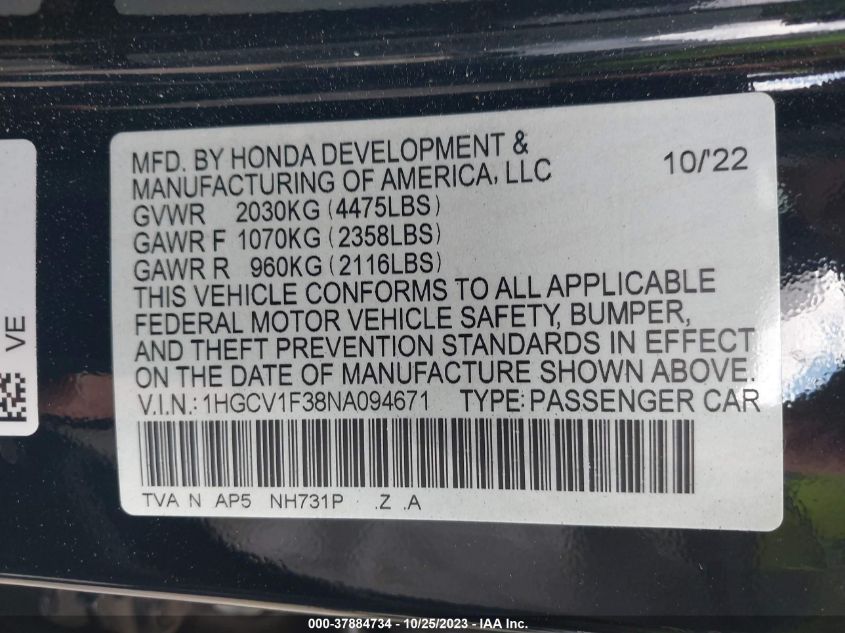 MFD. BY HONDA DEVELOPMENT &
MANUFACTURING OF AMERICA, LLC 10/'22
GVWR 2030KG (4475LBS)
GAWR F 1070KG (2358LBS)
GAWR R 960KG (2116LBS)
THIS VEHICLE CONFORMS TO ALL APPLICABLE
FEDERAL MOTOR VEHICLE SAFETY, BUMPER,
AND THEFT PREVENTION STANDARDS IN EFFECT
ON THE DATE OF MANUFACTURE SHOWN ABOVE.
V.I.N.: 1HGCV1F38NA094671 TYPE: PASSENGER CAR
TVA N AP5 NH731P .Z .A
VE
000-37884734 - 10/25/2023 - IAA Inc.